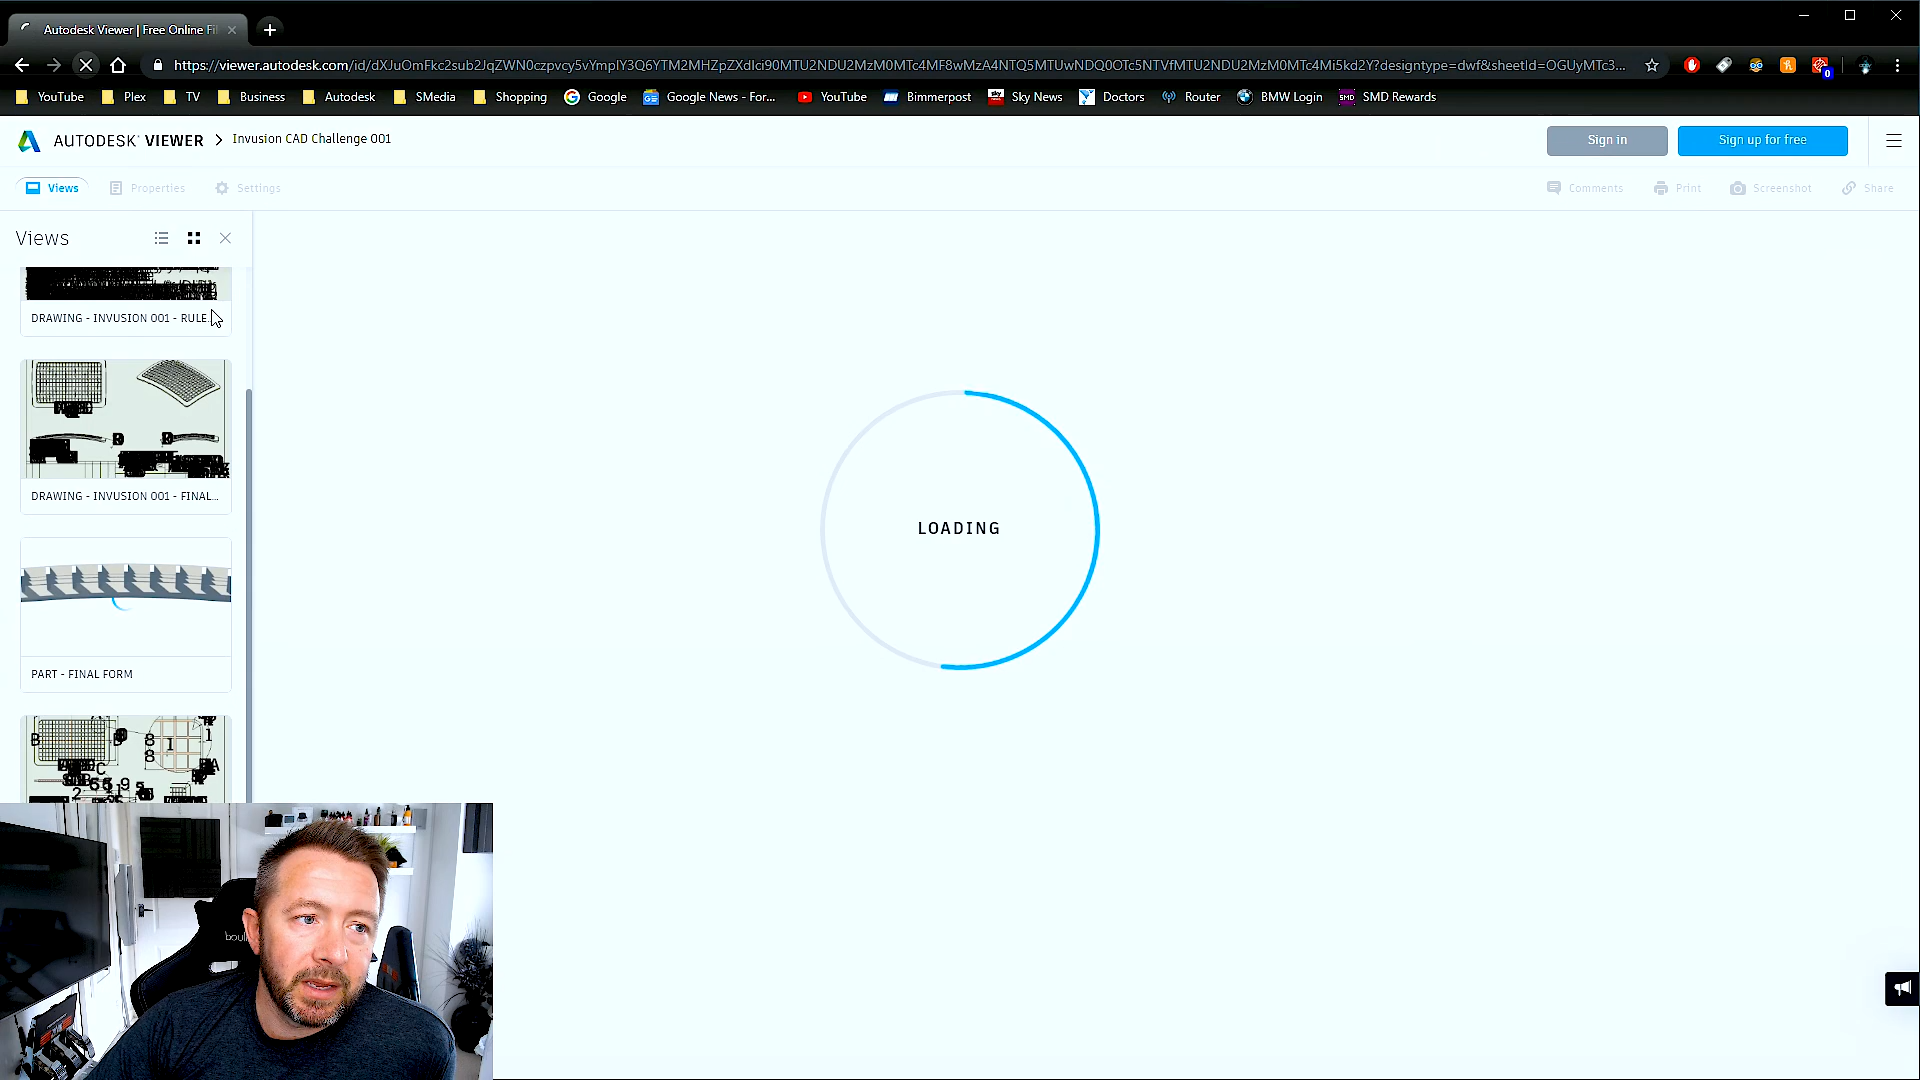 Autodesk Viewer | Free Online Fi
https://viewer.autodesk.com/id/dXJuOmFkc2sub2JqZWN0czpvcy5vYmplY3Q6YTM2MHZpZXdlci90MTU2NDU2MzM0MTc4MF8wMzA4NTQ5MTUwNDQ0OTc5NTVfMTU2NDU2MzM0MTc4Mi5kd2Y?designtype=dwf&sheetId=OGUyMTc3...
YouTube Plex TV Business Autodesk SMedia Shopping Google Google News - For... YouTube Bimmerpost Sky News Doctors Router BMW Login SMD Rewards
AUTODESK VIEWER > Invusion CAD Challenge 001
Sign in
Sign up for free
Views Properties Settings
Comments Print Screenshot Share
Views
DRAWING - INVUSION 001 - RULE...
DRAWING - INVUSION 001 - FINAL...
PART - FINAL FORM
LOADING